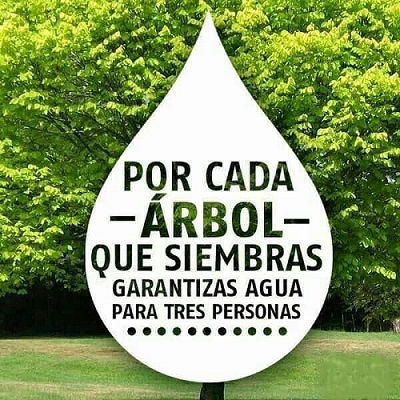 POR CADA
–ÁRBOL–
QUE SIEMBRAS
GARANTIZAS AGUA
PARA TRES PERSONAS